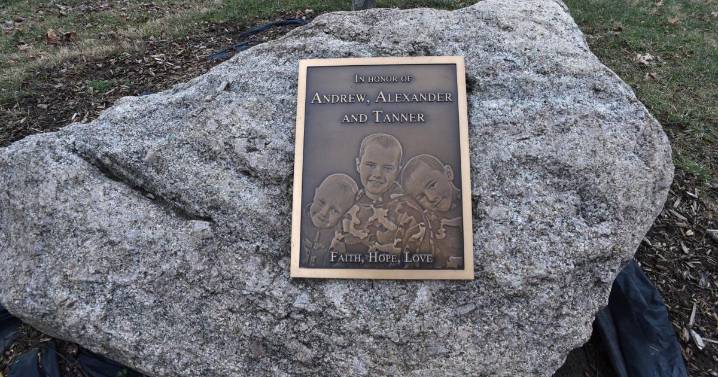 In honor of
Andrew, Alexander
and Tanner
Faith, Hope, Love